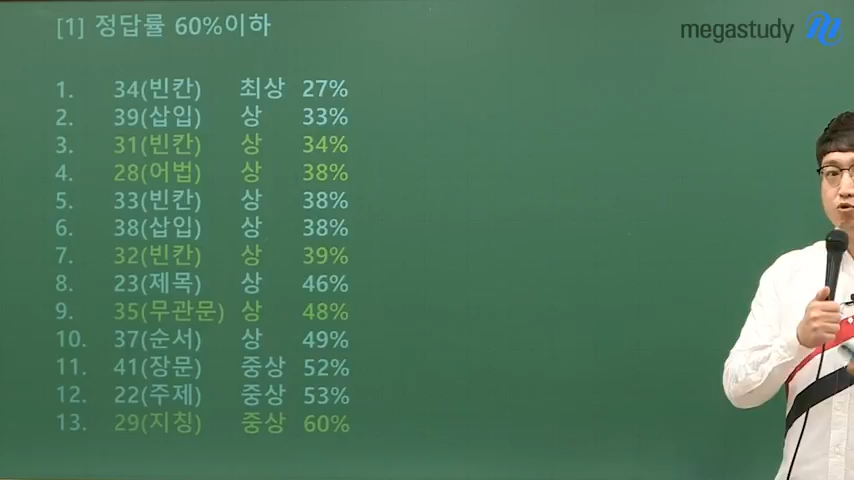 [1] 정답률 60%이하
megastudy
1. 34(빈칸) 최상 27%
2. 39(삽입) 상 33%
3. 31(빈칸) 상 34%
4. 28(어법) 상 38%
5. 33(빈칸) 상 38%
6. 38(삽입) 상 38%
7. 32(빈칸) 상 39%
8. 23(제목) 상 46%
9. 35(무관문) 상 48%
10. 37(순서) 상 49%
11. 41(장문) 중상 52%
12. 22(주제) 중상 53%
13. 29(지칭) 중상 60%